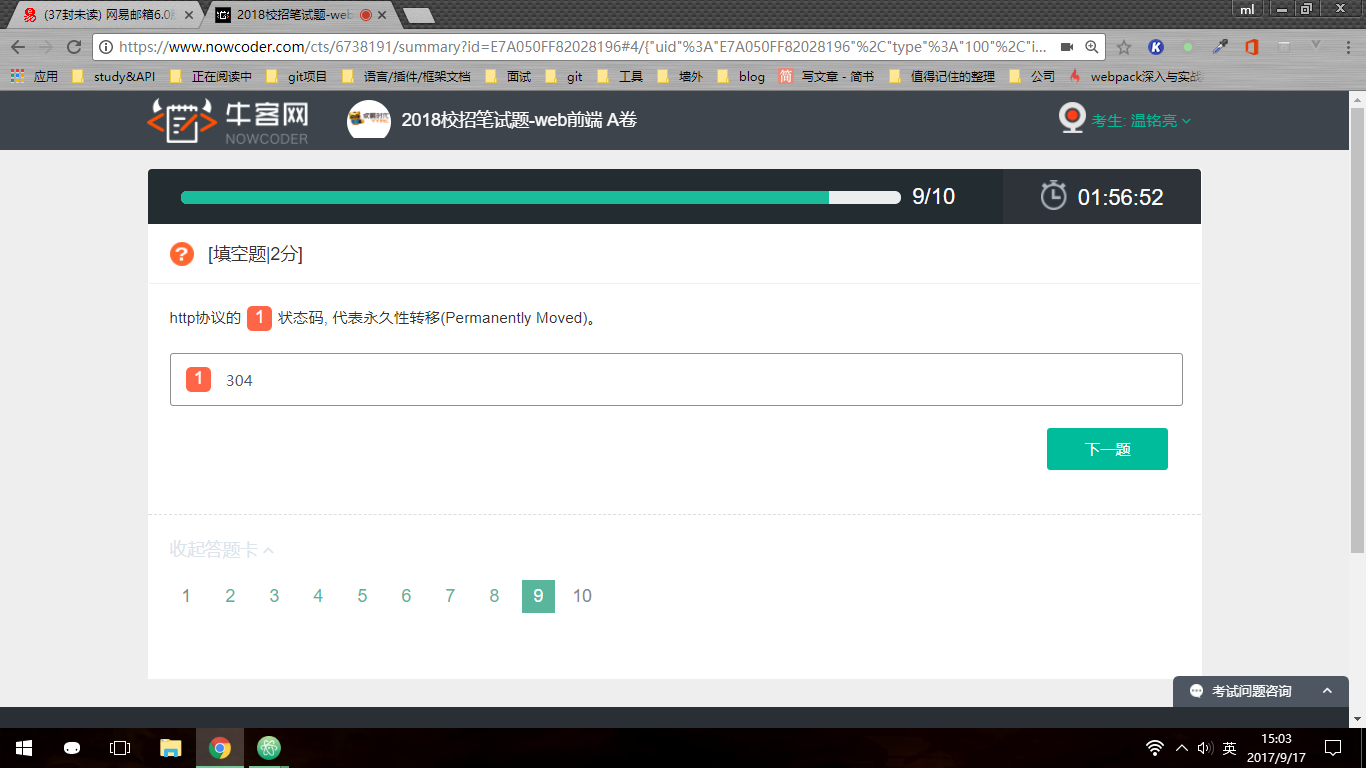 (37封未读) 网易邮箱6.0版
2018校招笔试题-web
ml
https://www.nowcoder.com/cts/6738191/summary?id=E7A050FF82028196#4/{"uid"%3A"E7A050FF82028196"%2C"type"%3A"100"%2C"i...
应用 study&API 正在阅读中 git项目 语言/插件/框架文档 面试 git 工具 墙外 blog 简 写文章 - 简书 值得记住的整理 公司 webpack深入与实战
牛客网
NOWCODER
2018校招笔试题-web前端 A卷
考生: 温铭亮
9/10
01:56:52
? [填空题|2分]
http协议的 1 状态码, 代表永久性转移(Permanently Moved)。
1 304
下一题
收起答题卡
1 2 3 4 5 6 7 8 9 10
考试问题咨询
英
15:03
2017/9/17